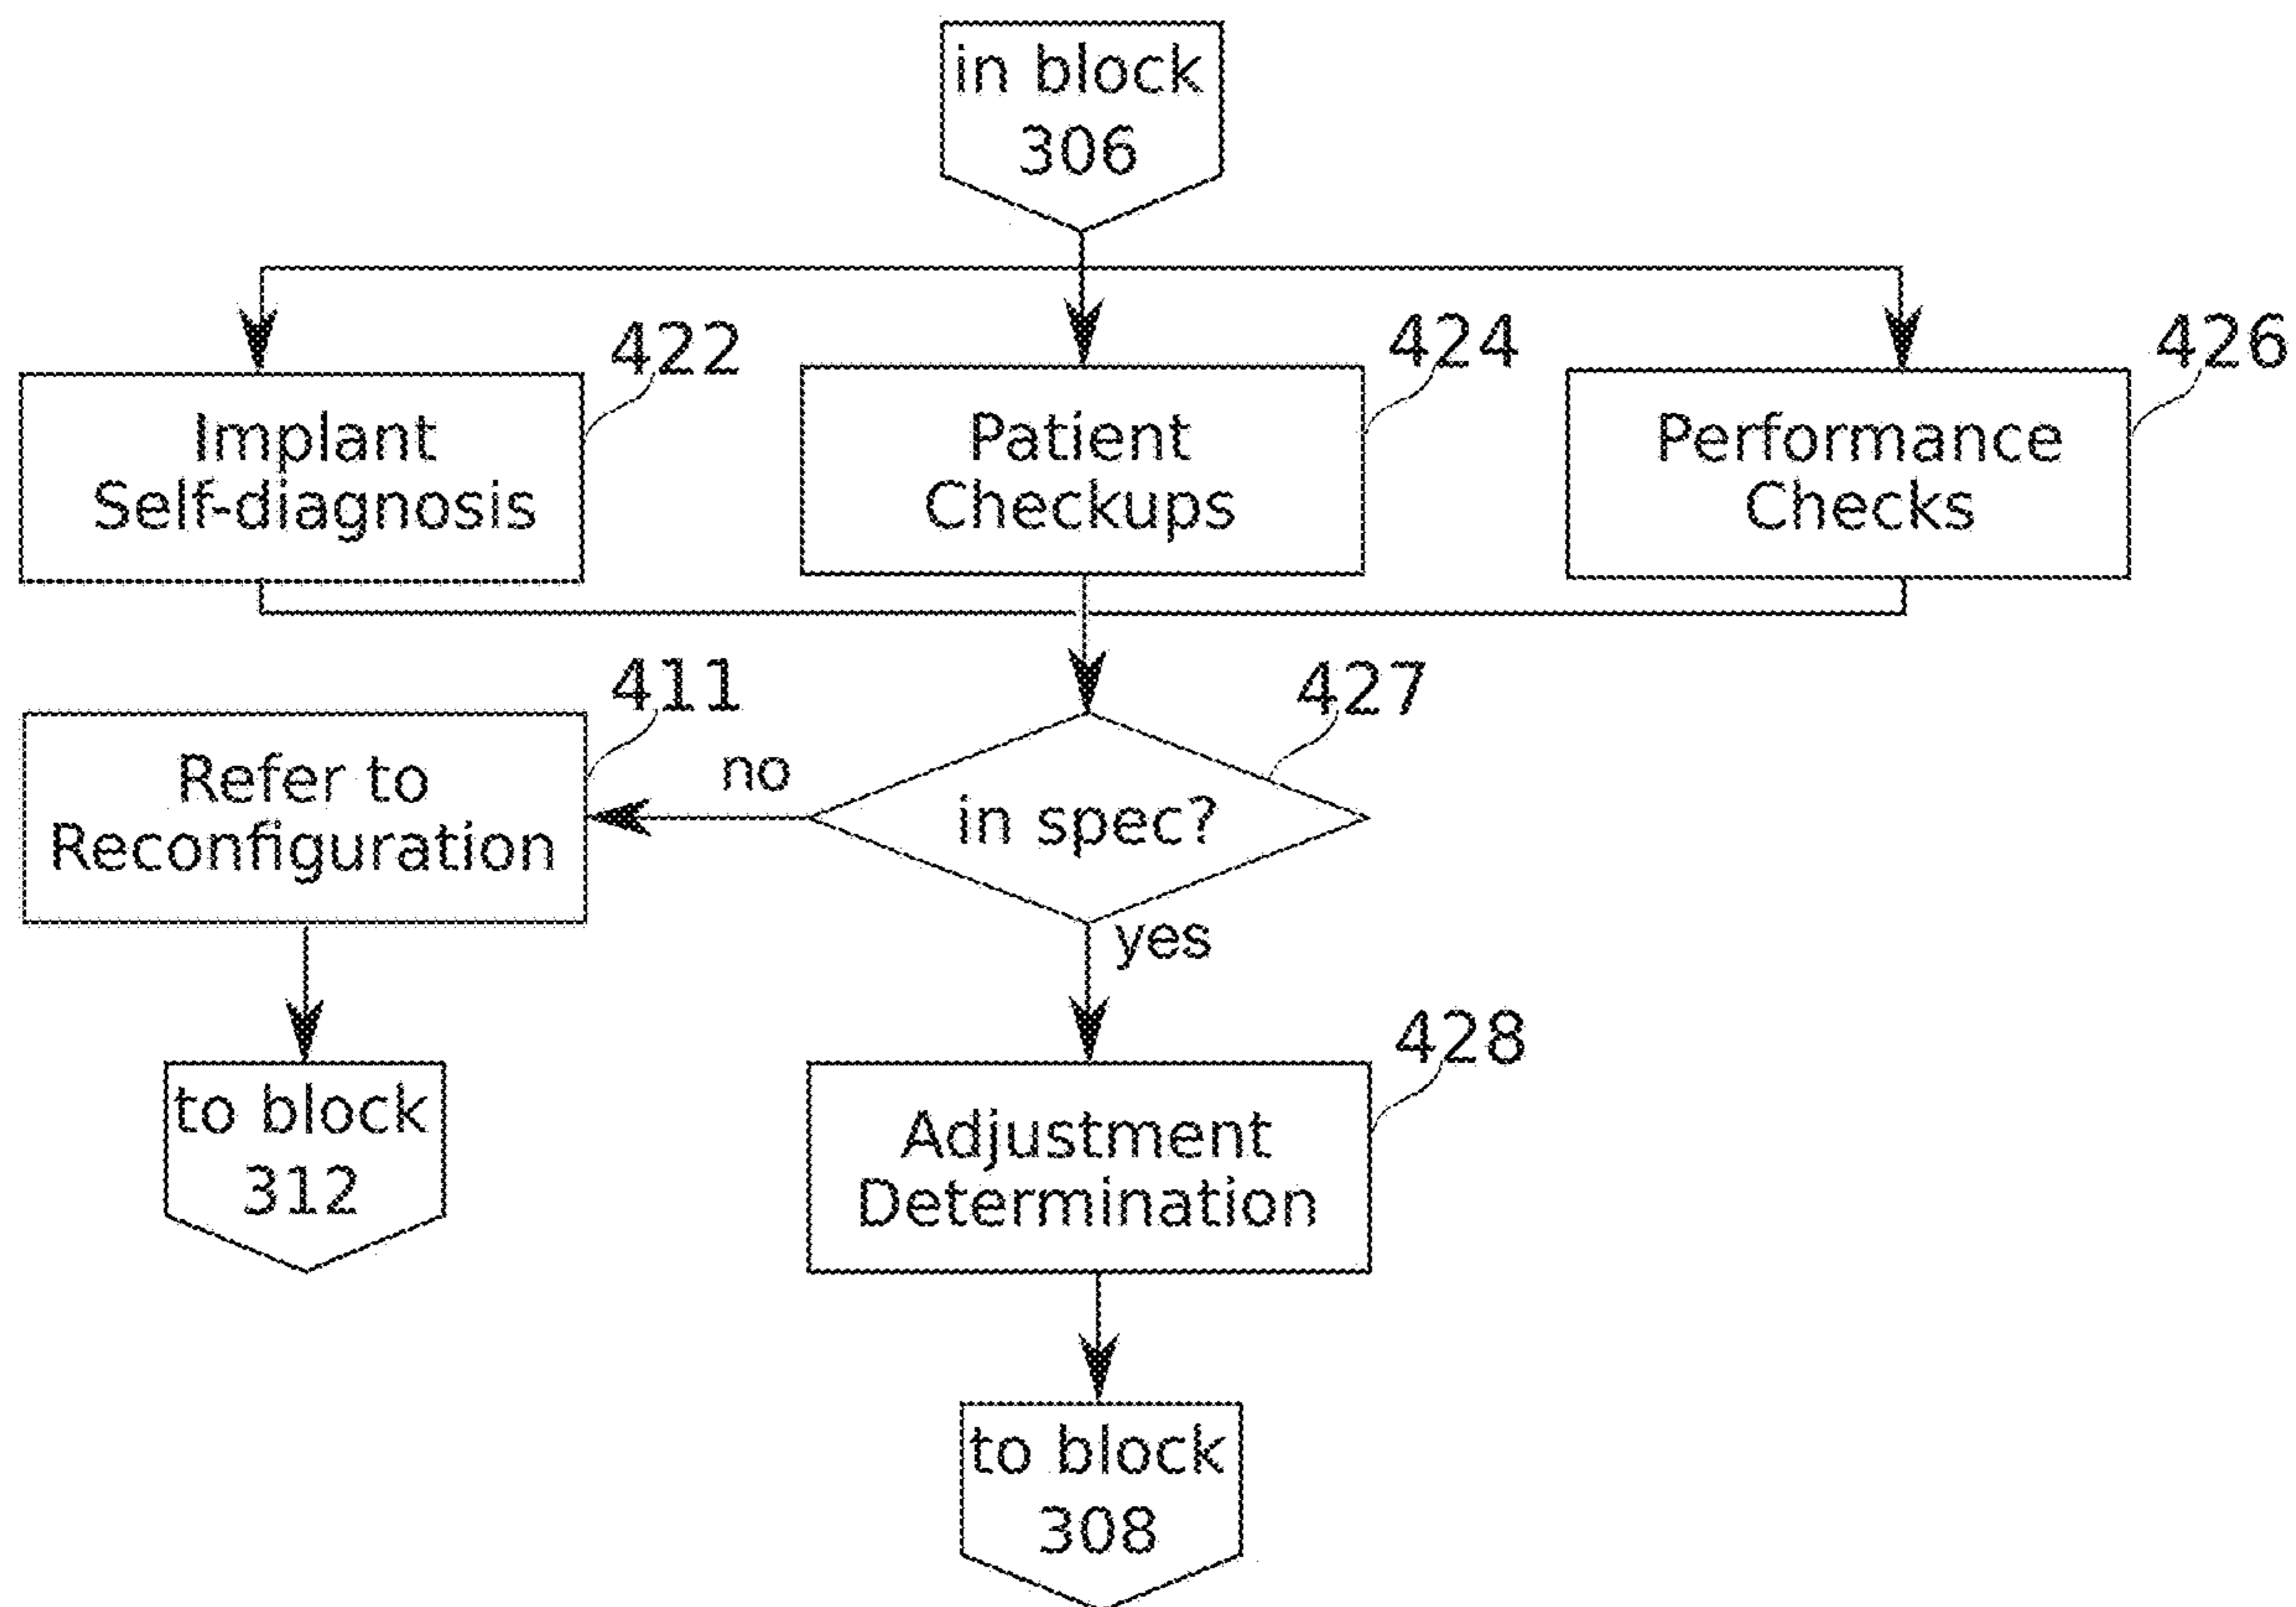 in block
306
422
424
426
Implant
Self-diagnosis
Patient
Checkups
Performance
Checks
411
427
Refer to
Reconfiguration
no
in spec?
yes
428
to block
312
Adjustment
Determination
to block
308